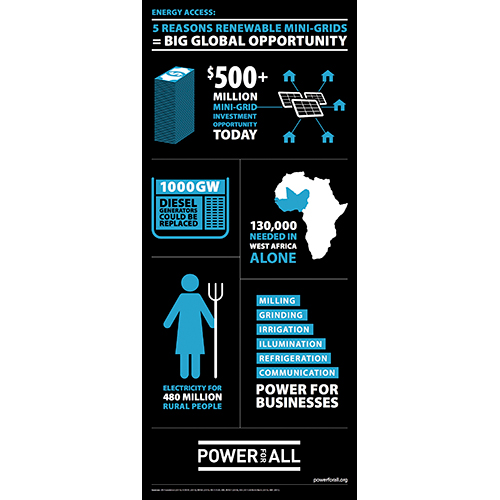 ENERGY ACCESS:
5 REASONS RENEWABLE MINI-GRIDS
= BIG GLOBAL OPPORTUNITY
$500+
MILLION
MINI-GRID
INVESTMENT
OPPORTUNITY
TODAY
1000GW
DIESEL
GENERATORS
COULD BE
REPLACED
130,000
NEEDED IN
WEST AFRICA
ALONE
ELECTRICITY FOR
480 MILLION
RURAL PEOPLE
MILLING
GRINDING
IRRIGATION
ILLUMINATION
REFRIGERATION
COMMUNICATION
POWER FOR
BUSINESSES
POWER FOR ALL
powerforall.org